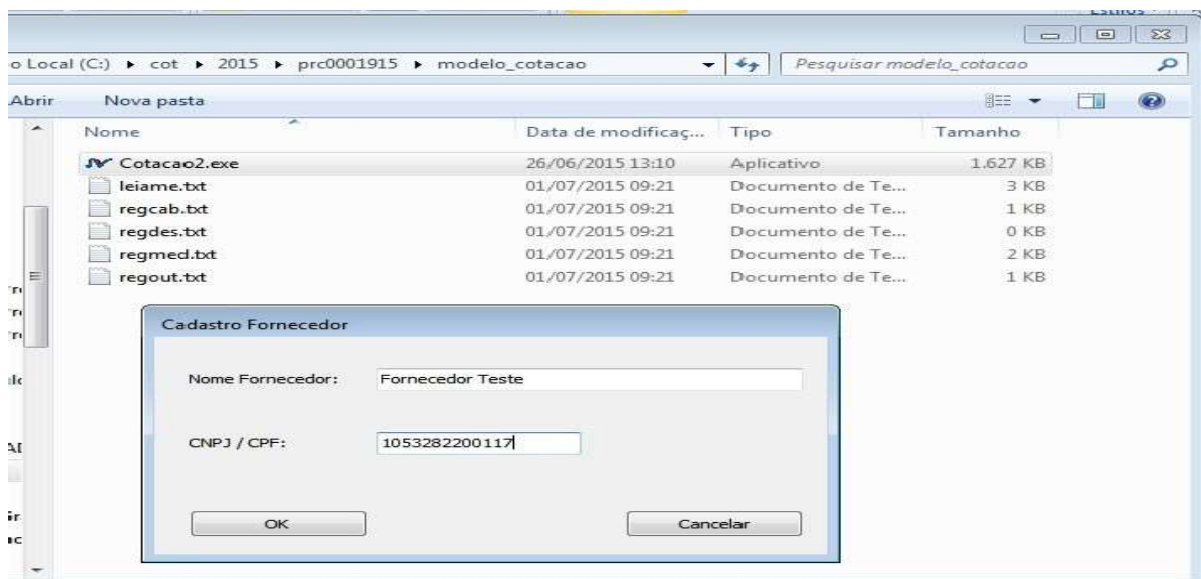 o Local (C:) ▸ cot ▸ 2015 ▸ prc0001915 ▸ modelo_cotacao Pesquisar modelo_cotacao
Abrir Nova pasta
Nome Data de modificaç... Tipo Tamanho
Cotacao2.exe 26/06/2015 13:10 Aplicativo 1.627 KB
leiame.txt 01/07/2015 09:21 Documento de Te... 3 KB
regcab.txt 01/07/2015 09:21 Documento de Te... 1 KB
regdes.txt 01/07/2015 09:21 Documento de Te... 0 KB
regmed.txt 01/07/2015 09:21 Documento de Te... 2 KB
regout.txt 01/07/2015 09:21 Documento de Te... 1 KB
Cadastro Fornecedor
Nome Fornecedor: Fornecedor Teste
CNPJ / CPF: 1053282200117
OK Cancelar